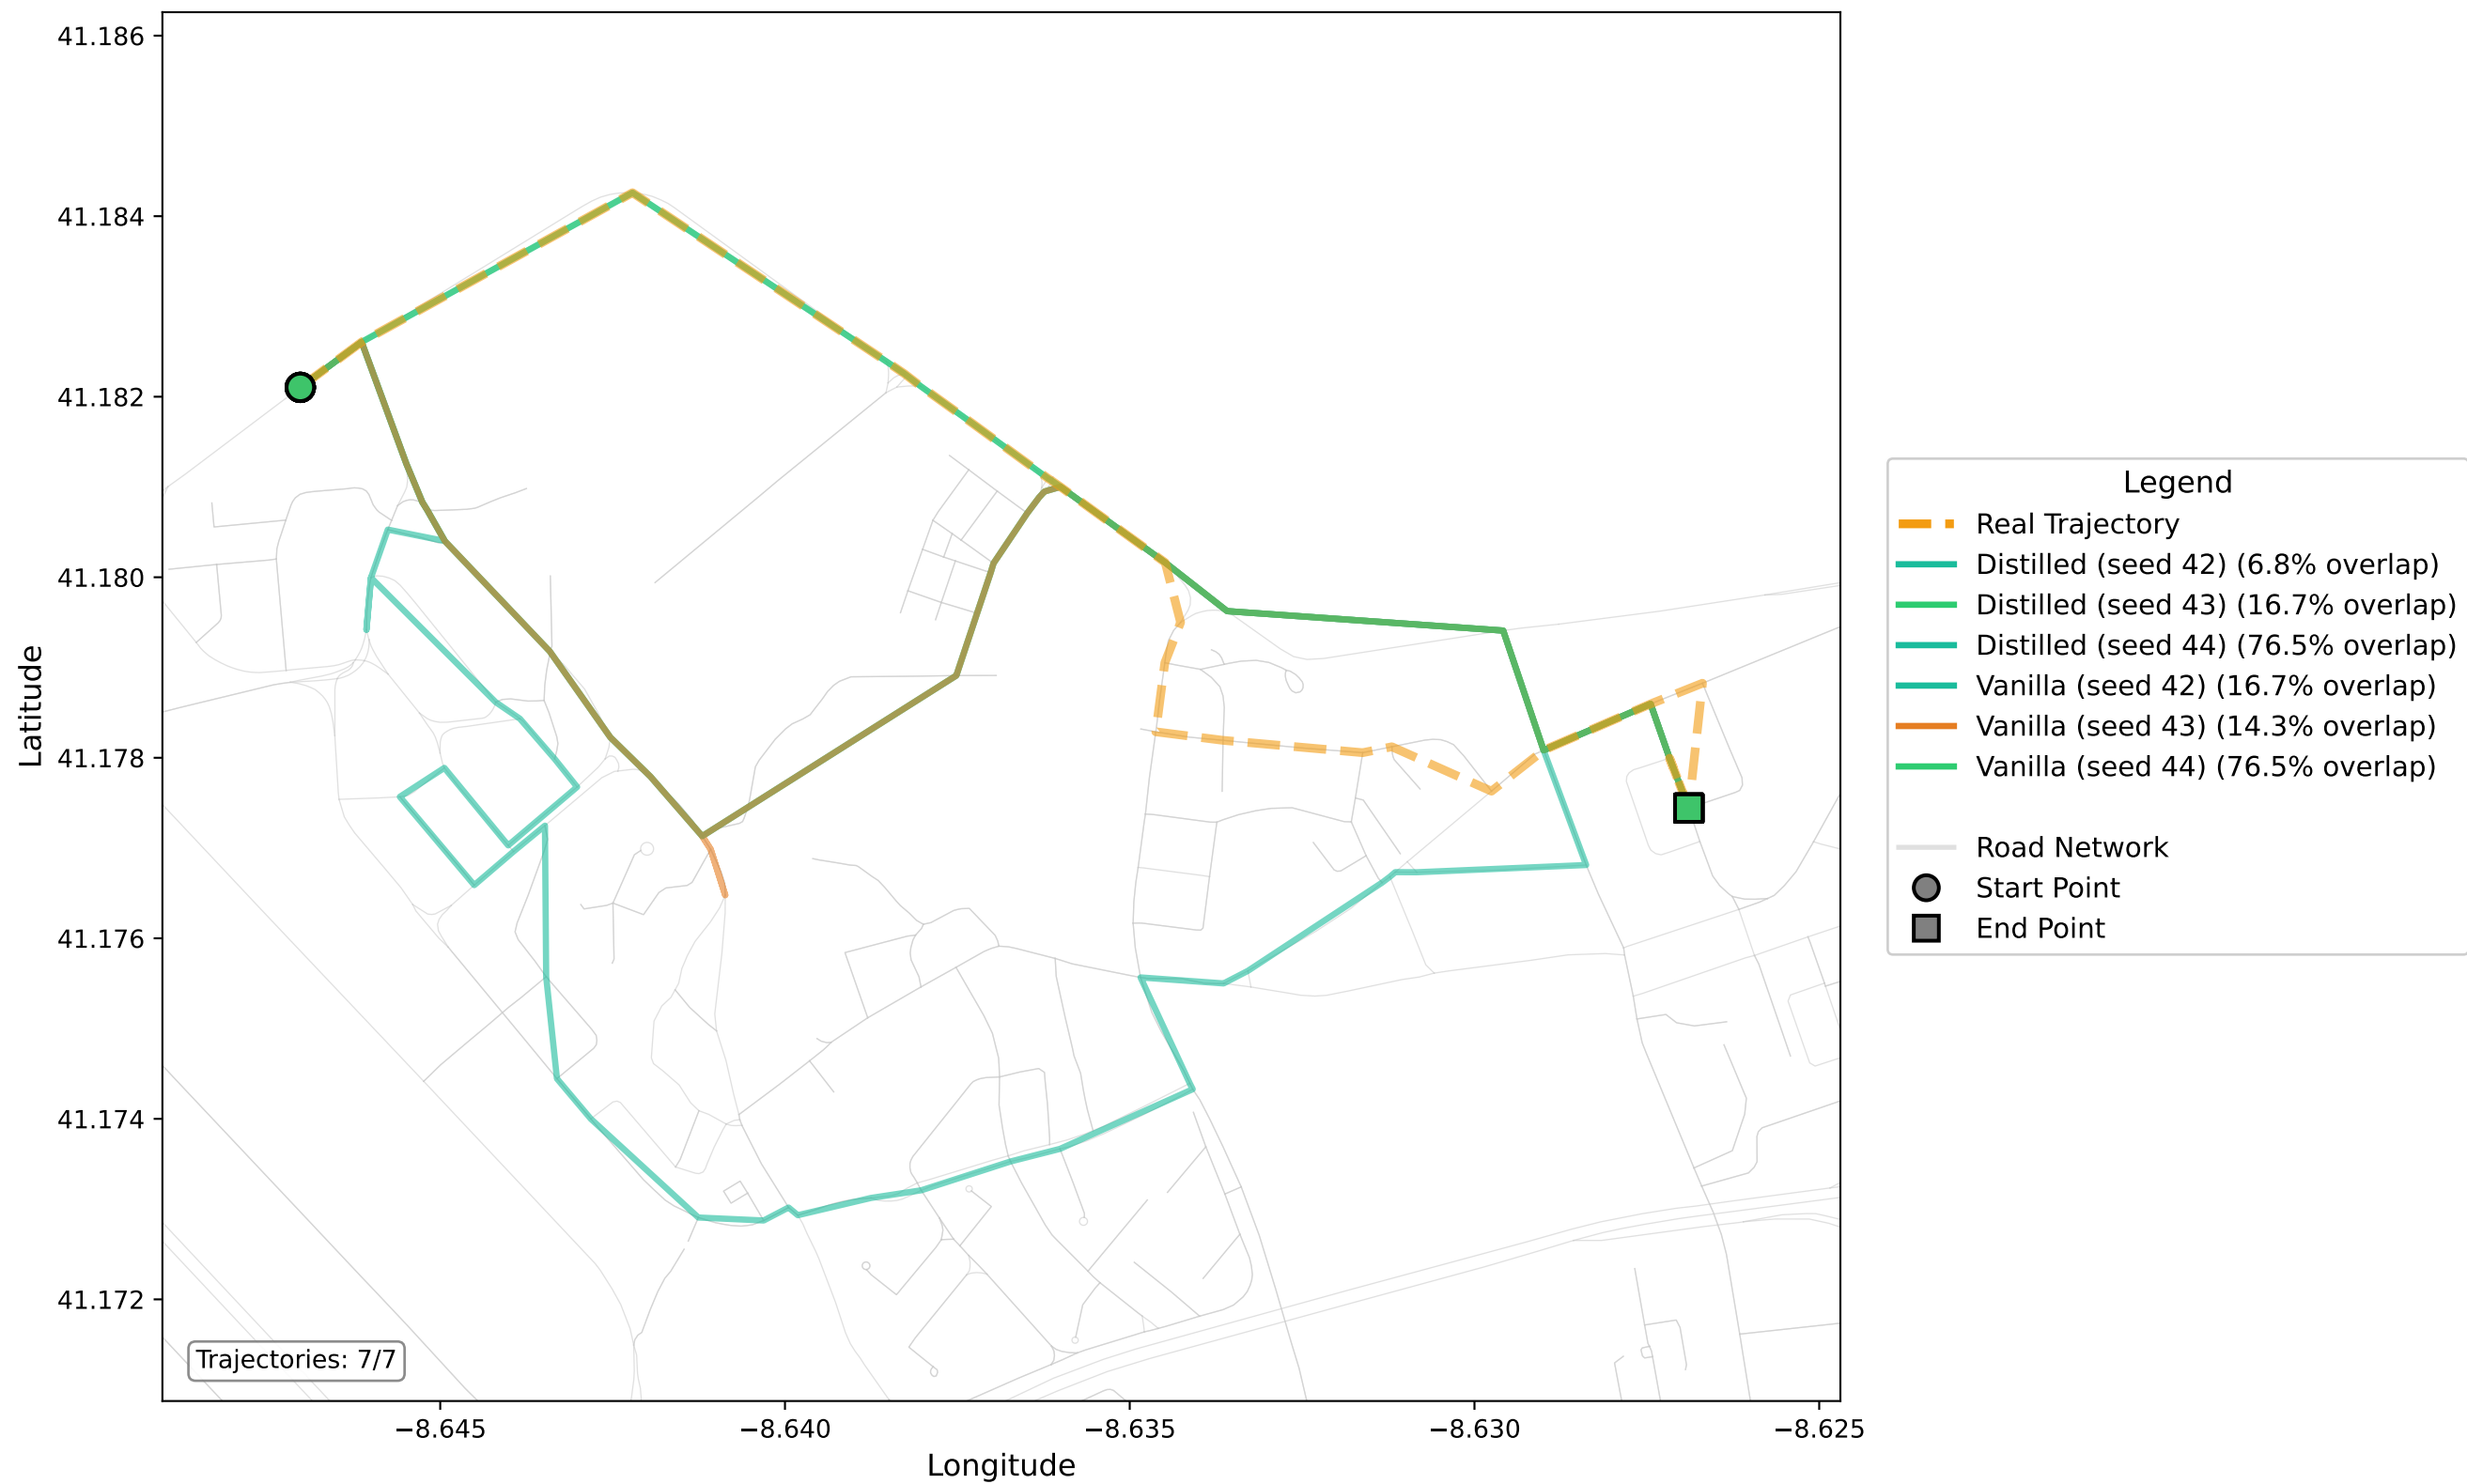 41.186
41.184
41.182
41.180
41.178
41.176
41.174
41.172
Latitude
−8.645
−8.640
−8.635
−8.630
−8.625
Longitude
Trajectories: 7/7
Legend
Real Trajectory
Distilled (seed 42) (6.8% overlap)
Distilled (seed 43) (16.7% overlap)
Distilled (seed 44) (76.5% overlap)
Vanilla (seed 42) (16.7% overlap)
Vanilla (seed 43) (14.3% overlap)
Vanilla (seed 44) (76.5% overlap)
Road Network
Start Point
End Point